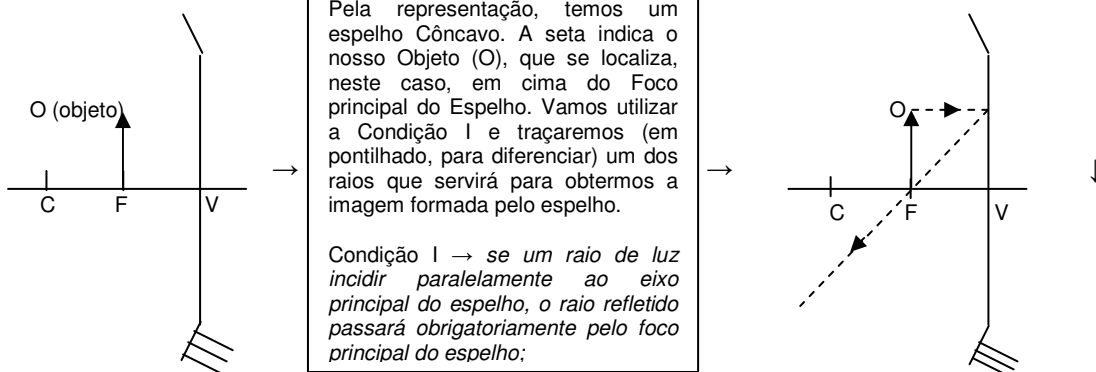 O (objeto)
C F V
→
Pela representação, temos um
espelho Côncavo. A seta indica o
nosso Objeto (O), que se localiza,
neste caso, em cima do Foco
principal do Espelho. Vamos utilizar
a Condição I e traçaremos (em
pontilhado, para diferenciar) um dos
raios que servirá para obtermos a
imagem formada pelo espelho.
Condição I → se um raio de luz
incidir paralelamente ao eixo
principal do espelho, o raio refletido
passará obrigatoriamente pelo foco
principal do espelho;
→
O
C F V
↓